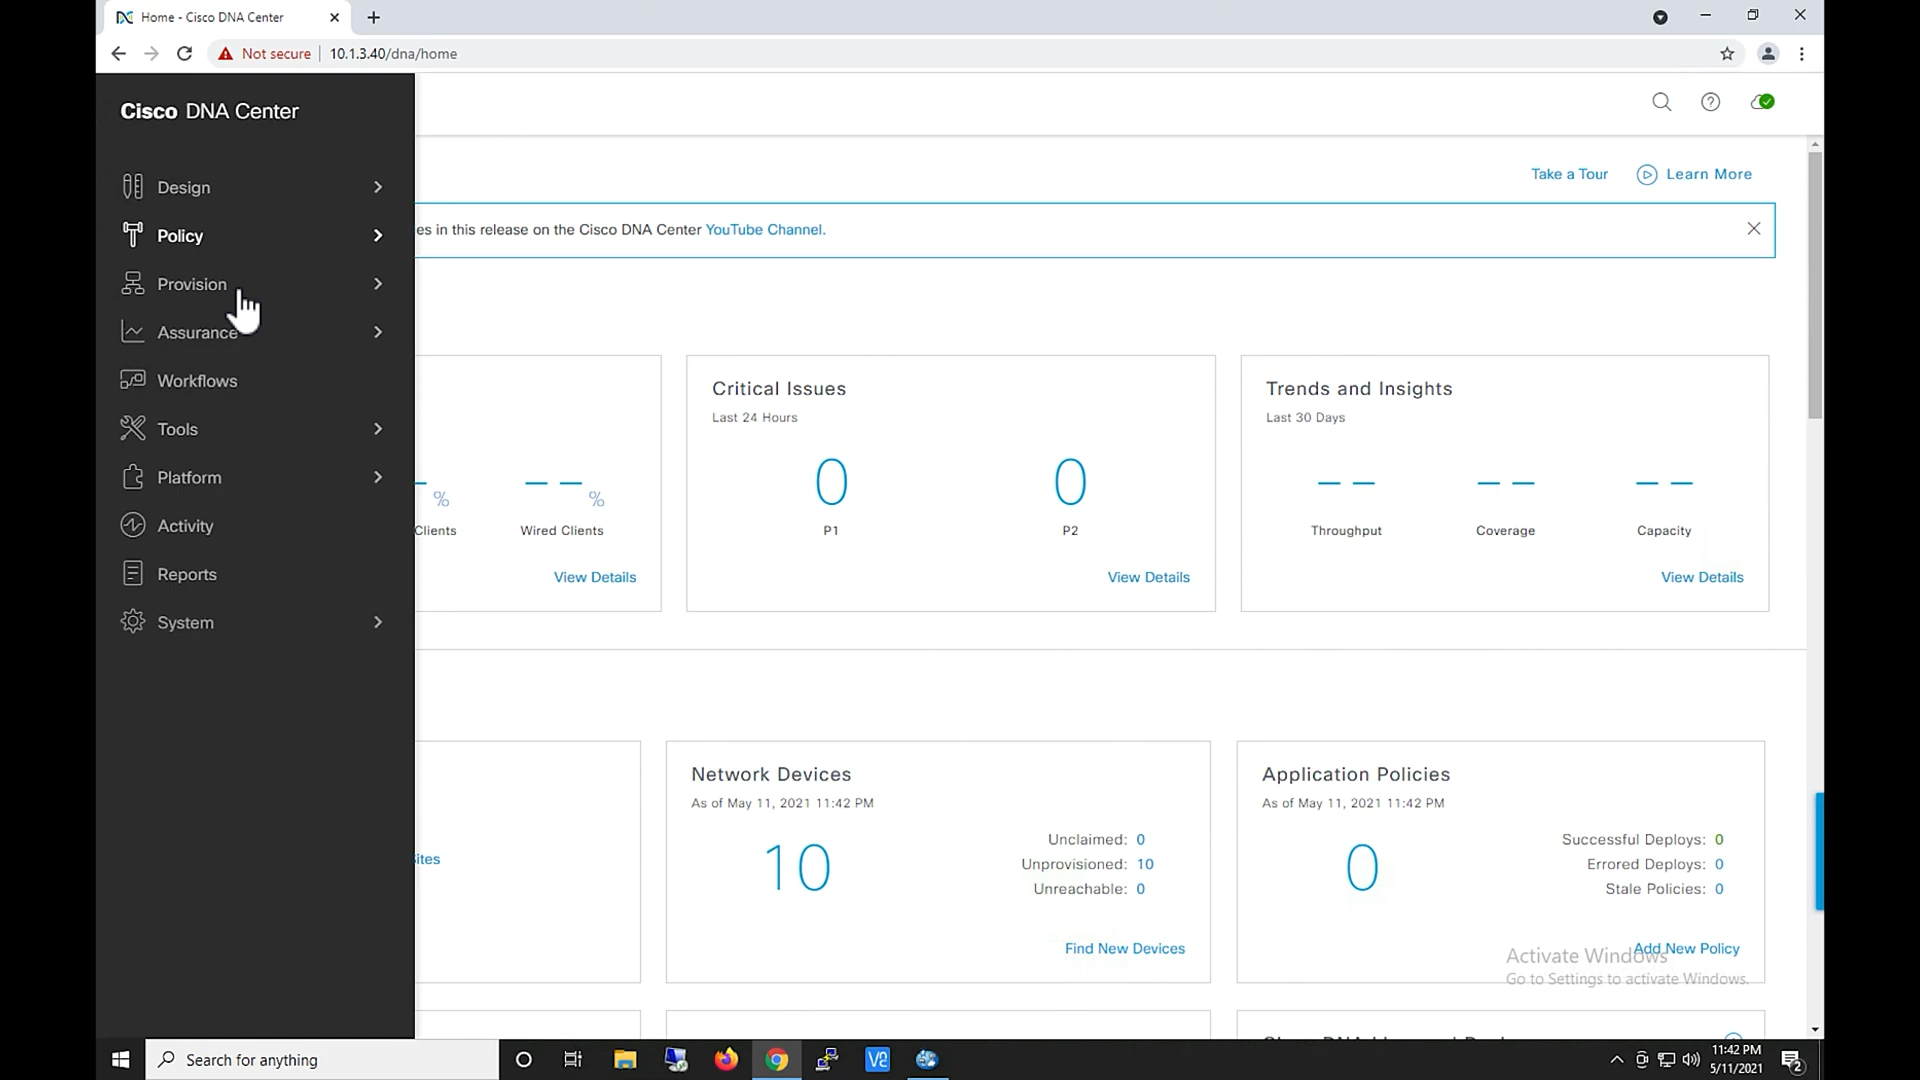 Home - Cisco DNA Center
Not secure
10.1.3.40/dna/home
Cisco DNA Center
Design
Policy
Provision
Assurance
Workflows
Tools
Platform
Activity
Reports
System
Take a Tour
Learn More
es in this release on the Cisco DNA Center YouTube Channel.
%
%
Clients
Wired Clients
View Details
Critical Issues
Last 24 Hours
0
0
P1
P2
View Details
Trends and Insights
Last 30 Days
Throughput
Coverage
Capacity
View Details
ites
Network Devices
As of May 11, 2021 11:42 PM
10
Unclaimed: 0
Unprovisioned: 10
Unreachable: 0
Find New Devices
Application Policies
As of May 11, 2021 11:42 PM
0
Successful Deploys: 0
Errored Deploys: 0
Stale Policies: 0
Add New Policy
Activate Windows
Go to Settings to activate Windows.
Search for anything
11:42 PM
5/11/2021
2